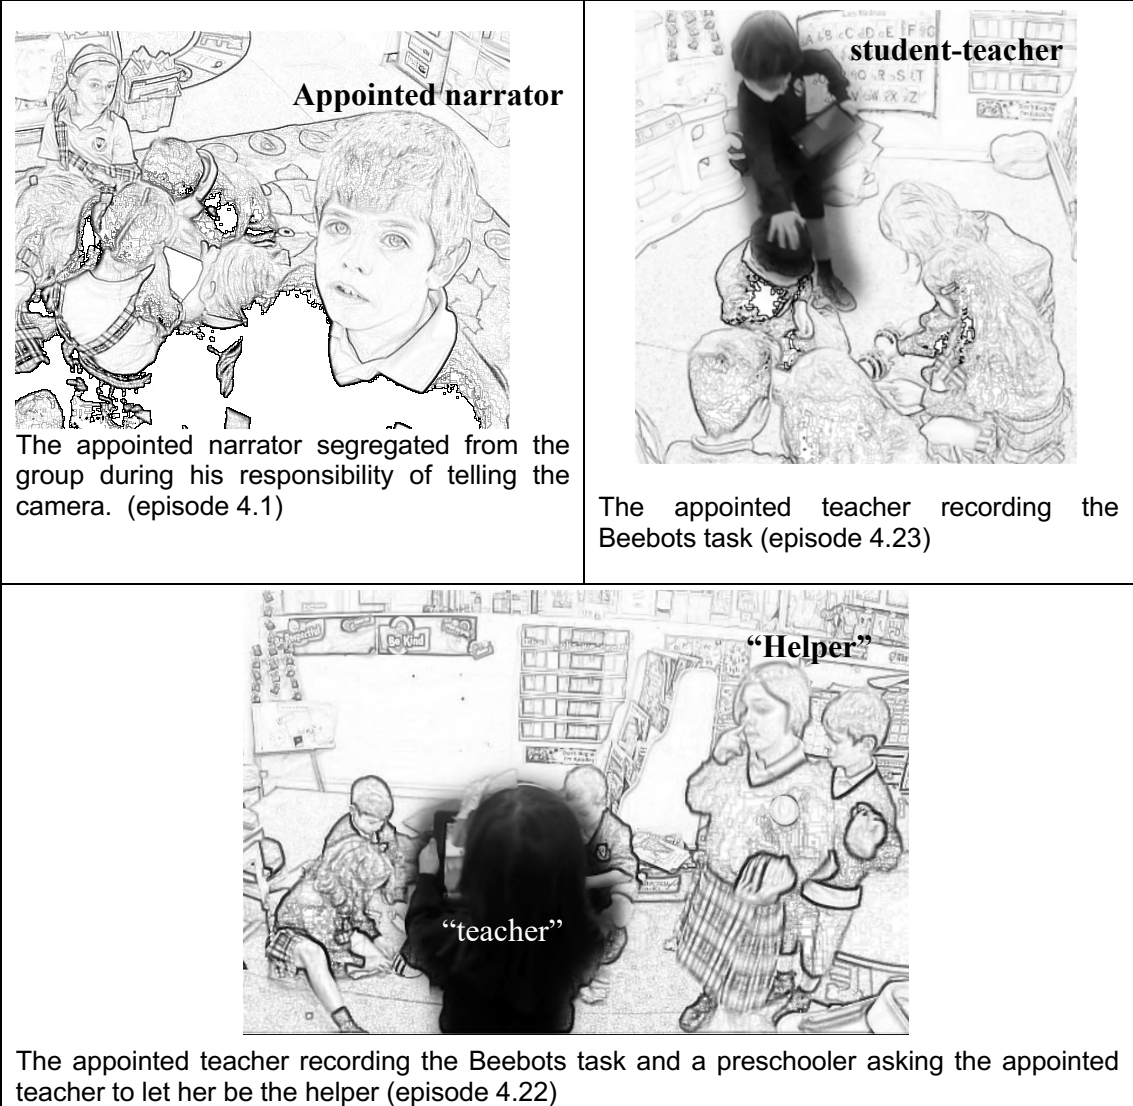 Appointed narrator
The appointed narrator segregated from the
group during his responsibility of telling the
camera. (episode 4.1)
student-teacher
The appointed teacher recording the
Beebots task (episode 4.23)
Be Respectful
Be Kind
“Helper”
“teacher”
The appointed teacher recording the Beebots task and a preschooler asking the appointed
teacher to let her be the helper (episode 4.22)